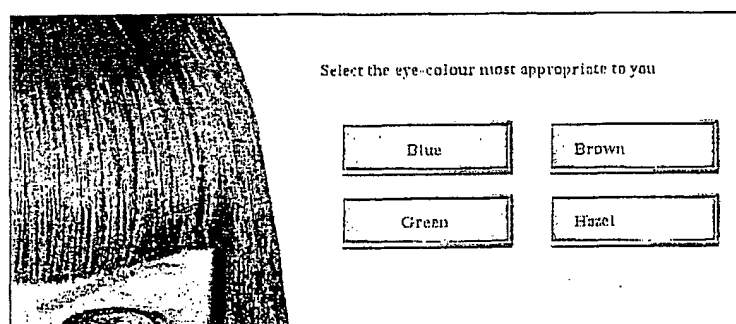 Select the eye-colour most appropriate to you
Blue
Brown
Green
Hazel